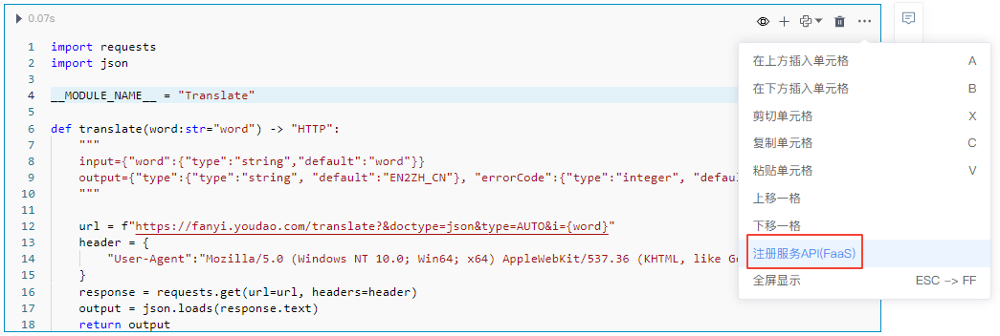 0.07s
1 import requests
2 import json
3
4 __MODULE_NAME__ = "Translate"
5
6 def translate(word:str="word") -> "HTTP":
7     """
8     input={"word":{"type":"string","default":"word"}}
9     output={"type":{"type":"string", "default":"EN2ZH_CN"}, "errorCode":{"type":"integer", "defau
10     """
11
12     url = f"https://fanyi.youdao.com/translate?&doctype=json&type=AUTO&i={word}"
13     header = {
14         "User-Agent":"Mozilla/5.0 (Windows NT 10.0; Win64; x64) AppleWebKit/537.36 (KHTML, like Ge
15     }
16     response = requests.get(url=url, headers=header)
17     output = json.loads(response.text)
18     return output
在上方插入单元格 A
在下方插入单元格 B
剪切单元格 X
复制单元格 C
粘贴单元格 V
上移一格
下移一格
注册服务API(FaaS)
全屏显示 ESC -> FF